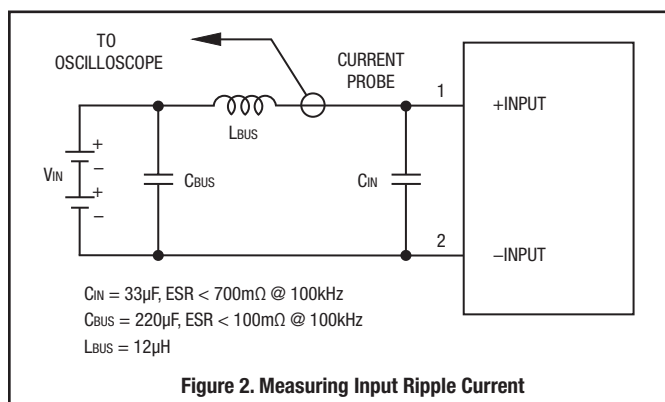 TO
OSCILLOSCOPE
CURRENT
PROBE
LBUS
1
+INPUT
+
–
VIN
+
–
CBUS
CIN
2
–INPUT
CIN = 33μF, ESR < 700mΩ @ 100kHz
CBUS = 220μF, ESR < 100mΩ @ 100kHz
LBUS = 12μH
Figure 2. Measuring Input Ripple Current